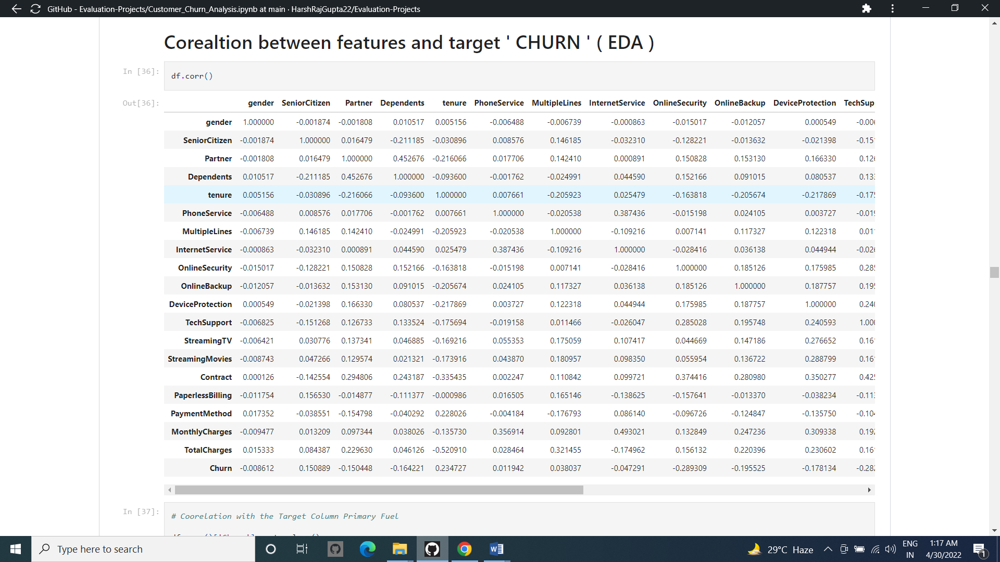 GitHub - Evaluation-Projects/Customer_Churn_Analysis.ipynb at main · HarshRajGupta22/Evaluation-Projects
Corealtion between features and target ' CHURN ' ( EDA )
In [36]:
df.corr()
Out[36]:
gender SeniorCitizen Partner Dependents tenure PhoneService MultipleLines InternetService OnlineSecurity OnlineBackup DeviceProtection TechSup
gender 1.000000 -0.001874 -0.001808 0.010517 0.005156 -0.006488 -0.006739 -0.000863 -0.015017 -0.012057 0.000549 -0.00
SeniorCitizen -0.001874 1.000000 0.016479 -0.211185 -0.030896 0.008576 0.146185 -0.032310 -0.128221 -0.013632 -0.021398 -0.15
Partner -0.001808 0.016479 1.000000 0.452676 -0.216066 0.017706 0.142410 0.000891 0.150828 0.153130 0.166330 0.12
Dependents 0.010517 -0.211185 0.452676 1.000000 -0.093600 -0.001762 -0.024991 0.044590 0.152166 0.091015 0.080537 0.13
tenure 0.005156 -0.030896 -0.216066 -0.093600 1.000000 0.007661 -0.205923 0.025479 -0.163818 -0.205674 -0.217869 -0.17
PhoneService -0.006488 0.008576 0.017706 -0.001762 0.007661 1.000000 -0.020538 0.387436 -0.015198 0.024105 0.003727 -0.01
MultipleLines -0.006739 0.146185 0.142410 -0.024991 -0.205923 -0.020538 1.000000 -0.109216 0.007141 0.117327 0.122318 0.01
InternetService -0.000863 -0.032310 0.000891 0.044590 0.025479 0.387436 -0.109216 1.000000 -0.028416 0.036138 0.044944 -0.02
OnlineSecurity -0.015017 -0.128221 0.150828 0.152166 -0.163818 -0.015198 0.007141 -0.028416 1.000000 0.185126 0.175985 0.28
OnlineBackup -0.012057 -0.013632 0.153130 0.091015 -0.205674 0.024105 0.117327 0.036138 0.185126 1.000000 0.187757 0.19
DeviceProtection 0.000549 -0.021398 0.166330 0.080537 -0.217869 0.003727 0.122318 0.044944 0.175985 0.187757 1.000000 0.24
TechSupport -0.006825 -0.151268 0.126733 0.133524 -0.175694 -0.019158 0.011466 -0.026047 0.285028 0.195748 0.240593 1.00
StreamingTV -0.006421 0.030776 0.137341 0.046885 -0.169216 0.055353 0.175059 0.107417 0.044669 0.147186 0.276652 0.16
StreamingMovies -0.008743 0.047266 0.129574 0.021321 -0.173916 0.043870 0.180957 0.098350 0.055954 0.136722 0.288799 0.16
Contract 0.000126 -0.142554 0.294806 0.243187 -0.335435 0.002247 0.110842 0.099721 0.374416 0.280980 0.350277 0.42
PaperlessBilling -0.011754 0.156530 -0.014877 -0.111377 -0.000986 0.016505 0.165146 -0.138625 -0.157641 -0.013370 -0.038234 -0.11
PaymentMethod 0.017352 -0.038551 -0.154798 -0.040292 0.228026 -0.004184 -0.176793 0.086140 -0.096726 -0.124847 -0.135750 -0.10
MonthlyCharges -0.009477 0.013209 0.097344 0.038026 -0.135730 0.356914 0.092801 0.493021 0.132849 0.247236 0.309338 0.19
TotalCharges 0.015333 0.084387 0.229630 0.046126 -0.520910 0.028464 0.321455 -0.174962 0.156132 0.220396 0.230602 0.16
Churn -0.008612 0.150889 -0.150448 -0.164221 0.234727 0.011942 0.038037 -0.047291 -0.289309 -0.195525 -0.178134 -0.28
In [37]:
# Coorelation with the Target Column Primary Fuel
Type here to search
29°C Haze
ENG
IN
1:17 AM
4/30/2022
1